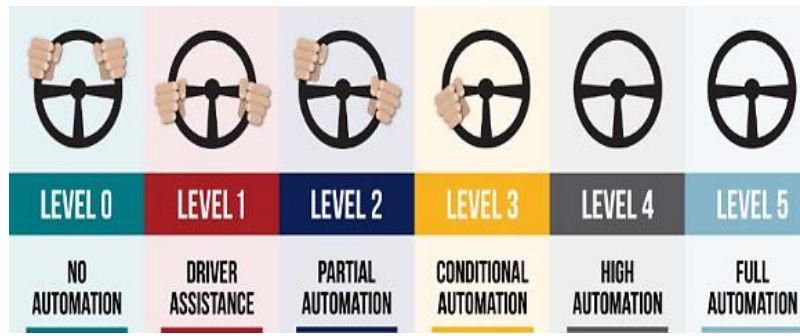 LEVEL 0
LEVEL 1
LEVEL 2
LEVEL 3
LEVEL 4
LEVEL 5
NO
AUTOMATION
DRIVER
ASSISTANCE
PARTIAL
AUTOMATION
CONDITIONAL
AUTOMATION
HIGH
AUTOMATION
FULL
AUTOMATION